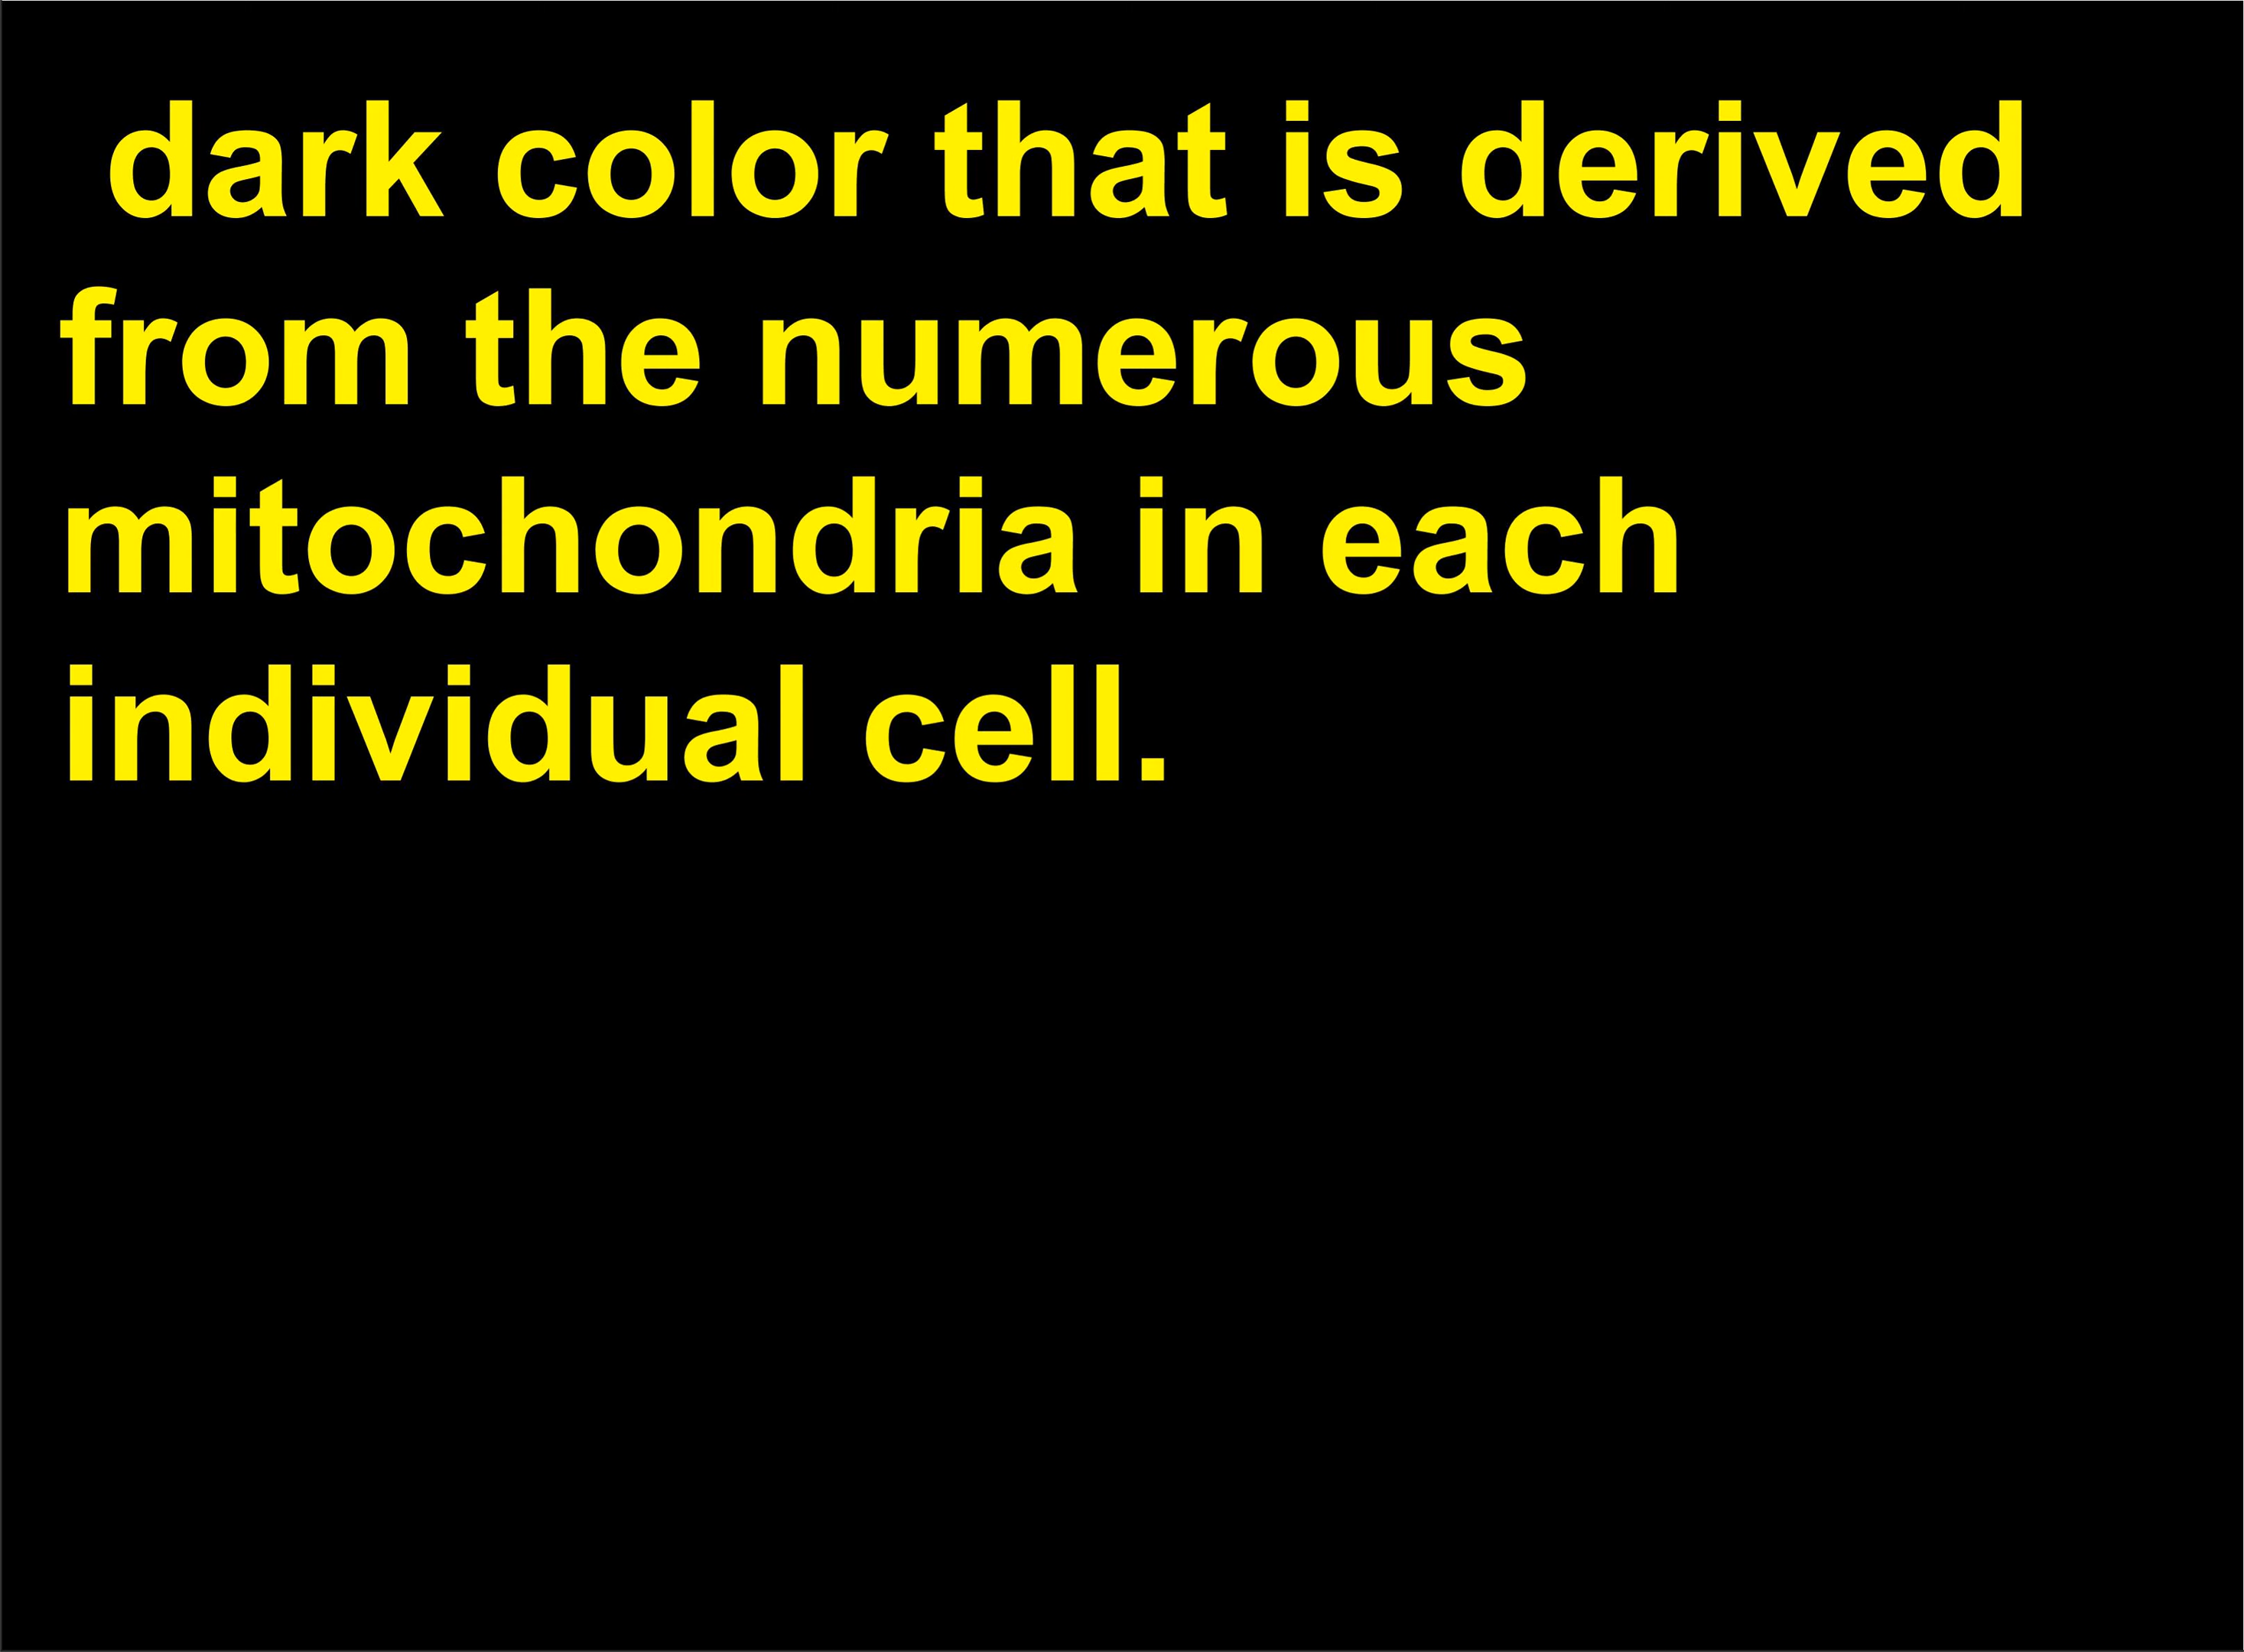 dark color that is derived
from the numerous
mitochondria in each
individual cell.